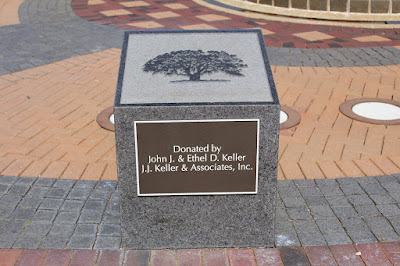 Donated by
John J. & Ethel D. Keller
J.J. Keller & Associates, Inc.